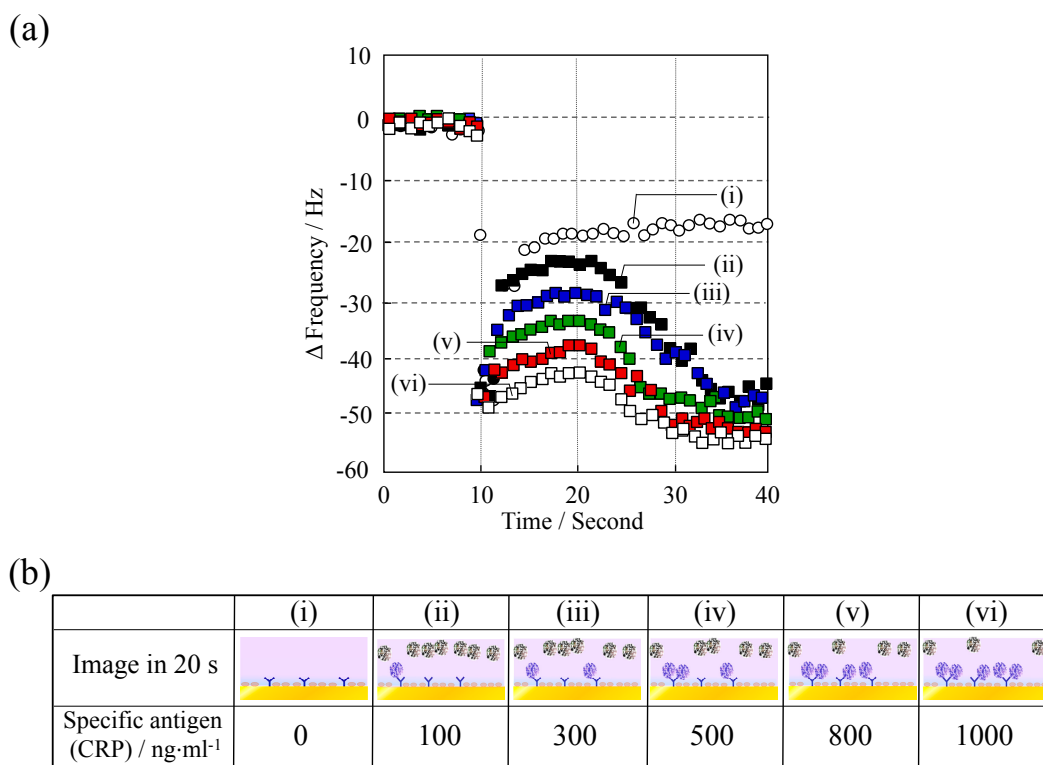 (a)
10
0
-10
-20
-30
-40
-50
-60
Δ Frequency / Hz
(i)
(ii)
(iii)
(iv)
(v)
(vi)
0 10 20 30 40
Time / Second
(b)
(i) (ii) (iii) (iv) (v) (vi)
Image in 20 s
Specific antigen
(CRP) / ng·ml⁻¹
0 100 300 500 800 1000